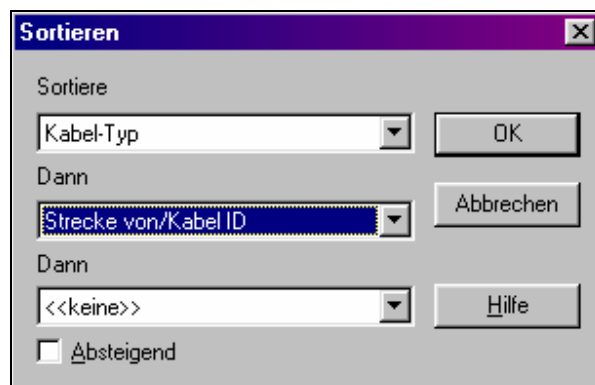 Sortieren
Sortiere
Kabel-Typ
OK
Dann
Strecke von/Kabel ID
Abbrechen
Dann
<<keine>>
Hilfe
Absteigend